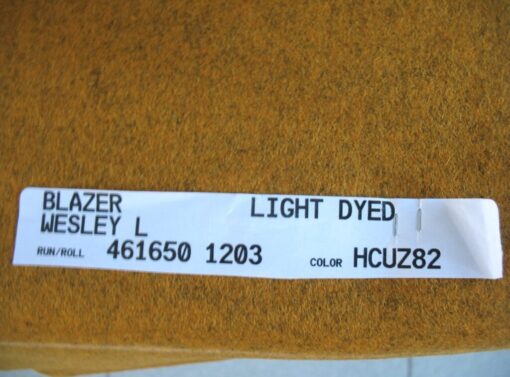 BLAZER LIGHT DYED
WESLEY L
RUN/ROLL 461650 1203 COLOR HCUZ82